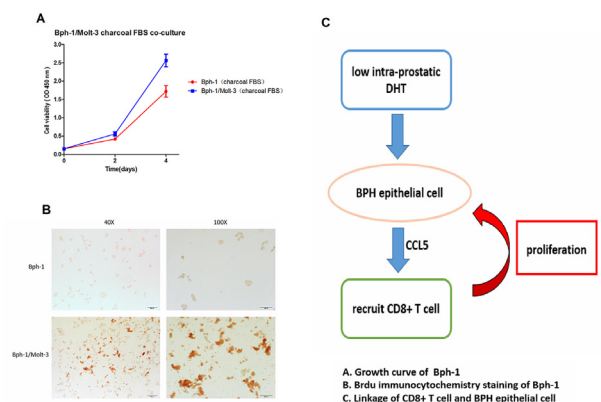 A
Bph-1/Molt-3 charcoal FBS co-culture
Cell viability ( OD 450 nm )
3.0
2.5
2.0
1.5
1.0
0.5
0.0
0
2
4
Time(days)
Bph-1 (charcoal FBS)
Bph-1/Molt-3 (charcoal FBS)
B
40X
100X
Bph-1
Bph-1/Molt-3
C
low intra-prostatic
DHT
BPH epithelial cell
CCL5
proliferation
recruit CD8+ T cell
A. Growth curve of Bph-1
B. Brdu immunocytochemistry staining of Bph-1
C. Linkage of CD8+ T cell and BPH epithelial cell